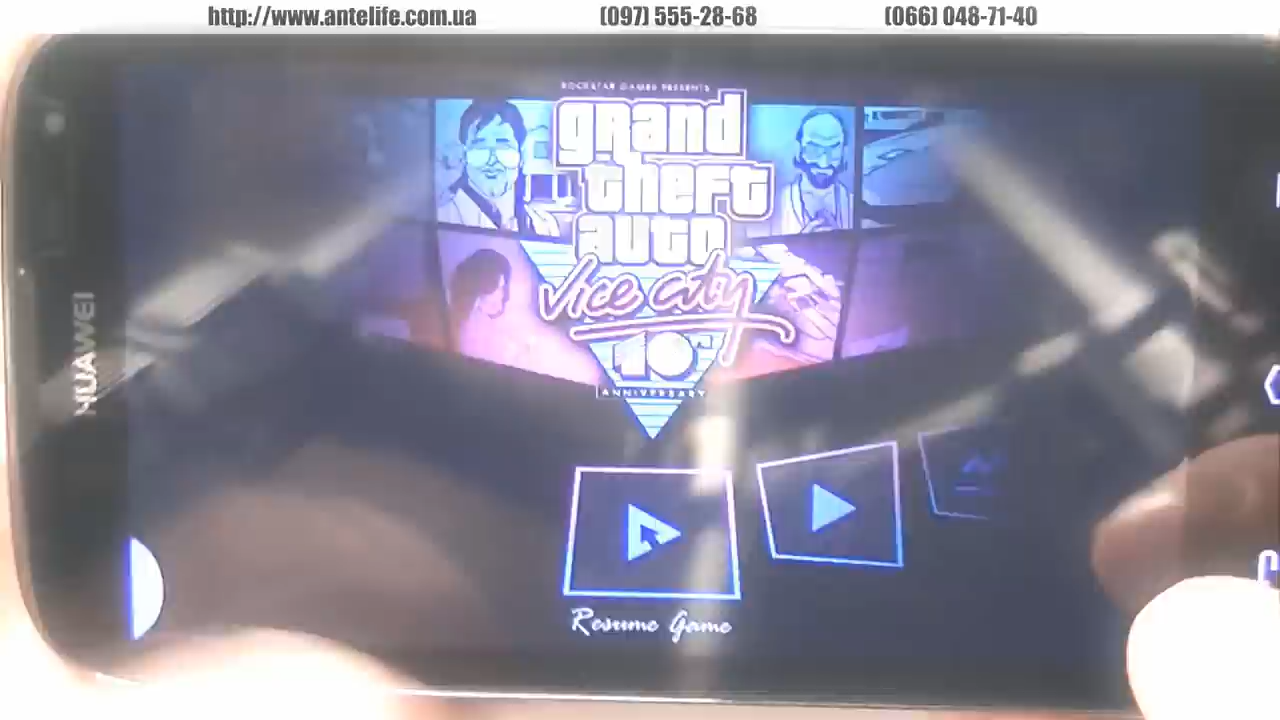 http://www.antelife.com.ua (097) 555-28-68 (066) 048-71-40
ROCKSTAR GAMES PRESENTS
grand
theft
auto
Vice City
10th
ANNIVERSARY
HUAWEI
Resume Game